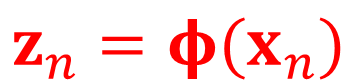 𝐳ₙ = 𝛟(𝐱ₙ)